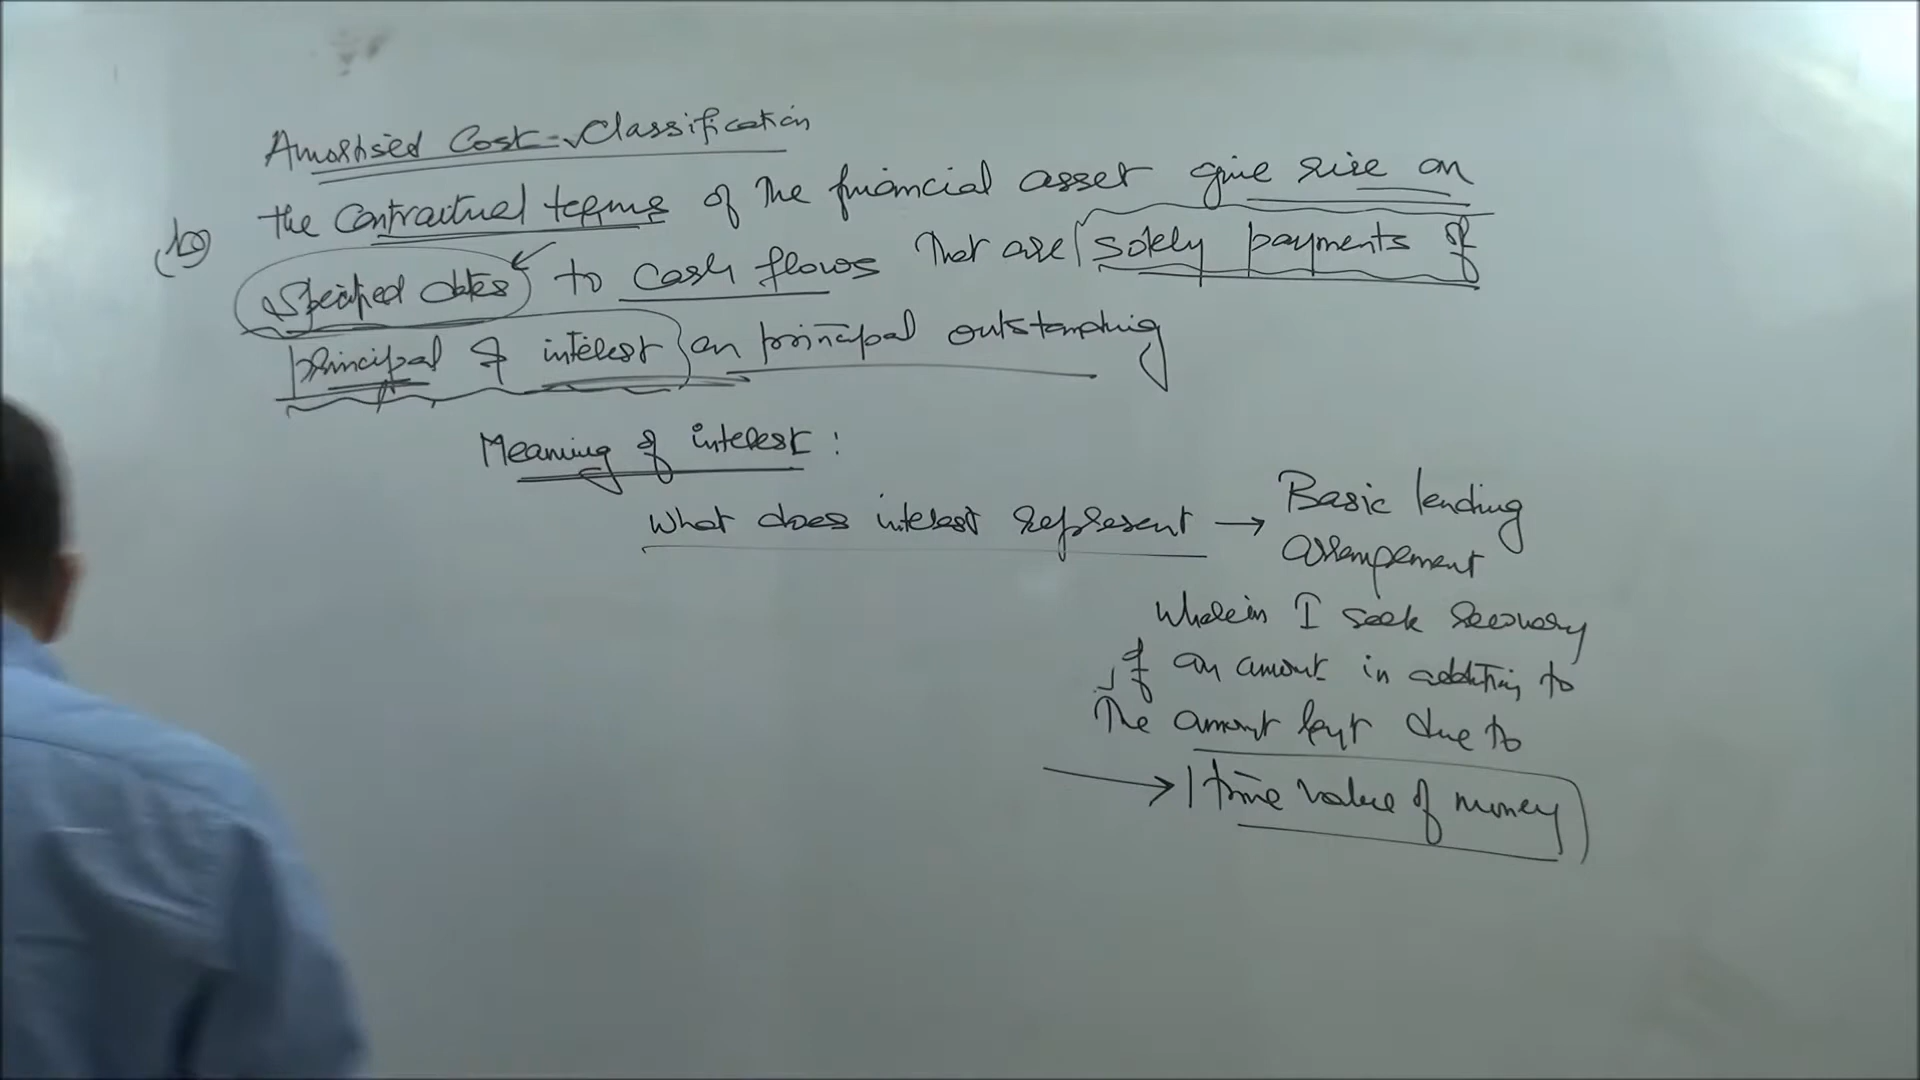 Amortised Cost - Classification
(b) the contractual terms of the financial asset give rise on
specified dates to cash flows that are solely payments of
principal & interest on principal outstanding
Meaning of interest :
What does interest represent → Basic lending
arrangement
wherein I seek recovery
of an amount in addition to
The amount lent due to
→ time value of money